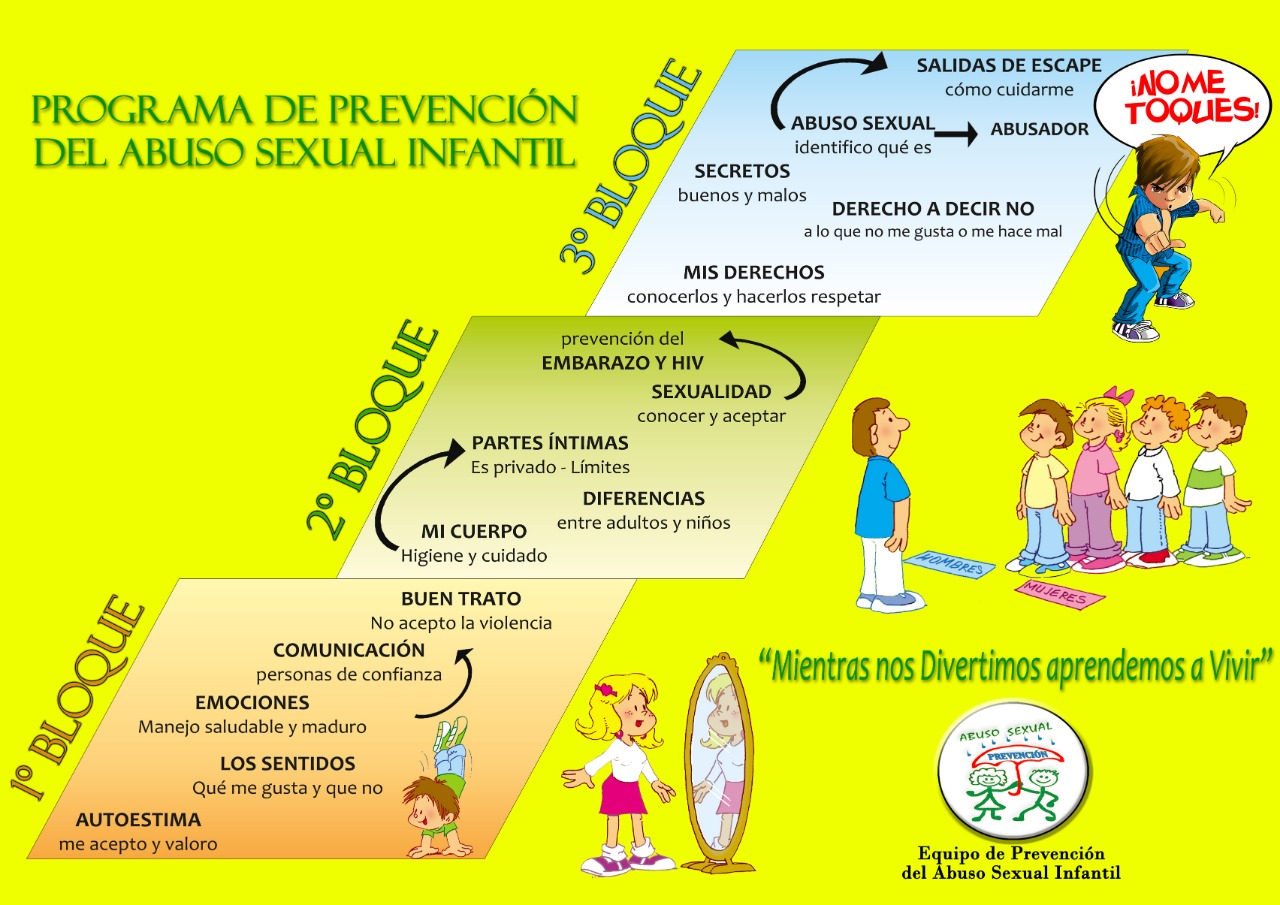 PROGRAMA DE PREVENCIÓN
DEL ABUSO SEXUAL INFANTIL
3º BLOQUE
SALIDAS DE ESCAPE
cómo cuidarme
¡NO ME
TOQUES!
ABUSO SEXUAL
identifico qué es
ABUSADOR
SECRETOS
buenos y malos
DERECHO A DECIR NO
a lo que no me gusta o me hace mal
MIS DERECHOS
conocerlos y hacerlos respetar
2º BLOQUE
prevención del
EMBARAZO Y HIV
SEXUALIDAD
conocer y aceptar
PARTES ÍNTIMAS
Es privado - Límites
DIFERENCIAS
entre adultos y niños
MI CUERPO
Higiene y cuidado
HOMBRES
MUJERES
1º BLOQUE
BUEN TRATO
No acepto la violencia
COMUNICACIÓN
personas de confianza
EMOCIONES
Manejo saludable y maduro
LOS SENTIDOS
Qué me gusta y que no
AUTOESTIMA
me acepto y valoro
“Mientras nos Divertimos aprendemos a Vivir”
ABUSO SEXUAL
PREVENCIÓN
Equipo de Prevención
del Abuso Sexual Infantil